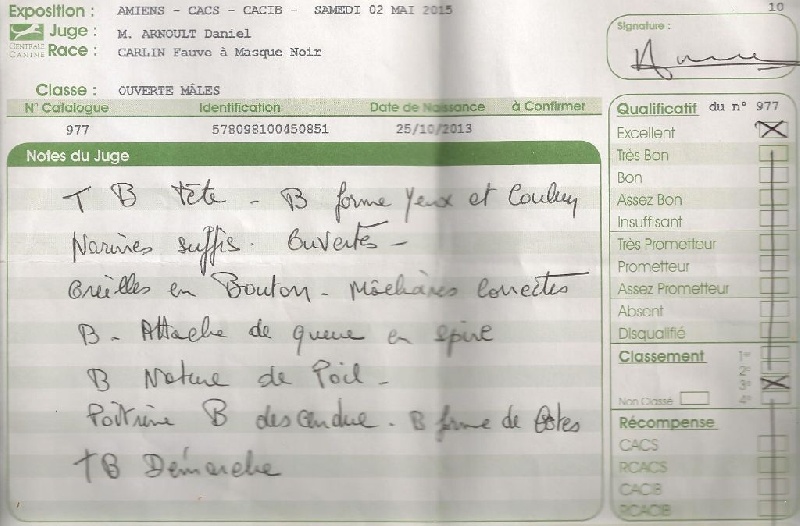 Exposition : AMIENS - CACS - CACIB - SAMEDI 02 MAI 2015 10
Juge : M. ARNOULT Daniel
CENTRALE CANINE
Race : CARLIN Fauve à Masque Noir
Signature :
Classe : OUVERTE MÂLES
N° Catalogue Identification Date de Naissance à Confirmer
977 578098100450851 25/10/2013
Notes du Juge
T B Tête - B forme yeux et Couleur
Narines suffis. Ouvertes -
Oreilles en Bouton - Mâchoires Correctes
B - Attache de queue en spire
B Nature de Poil -
Poitrine B descendue - B forme de Côtes
TB Démarche
Qualificatif du n° 977
Excellent
Très Bon
Bon
Assez Bon
Insuffisant
Très Prometteur
Prometteur
Assez Prometteur
Absent
Disqualifié
Classement 1er
2e
3e
Non Classé 4e
Récompense
CACS
RCACS
CACIB
RCACIB